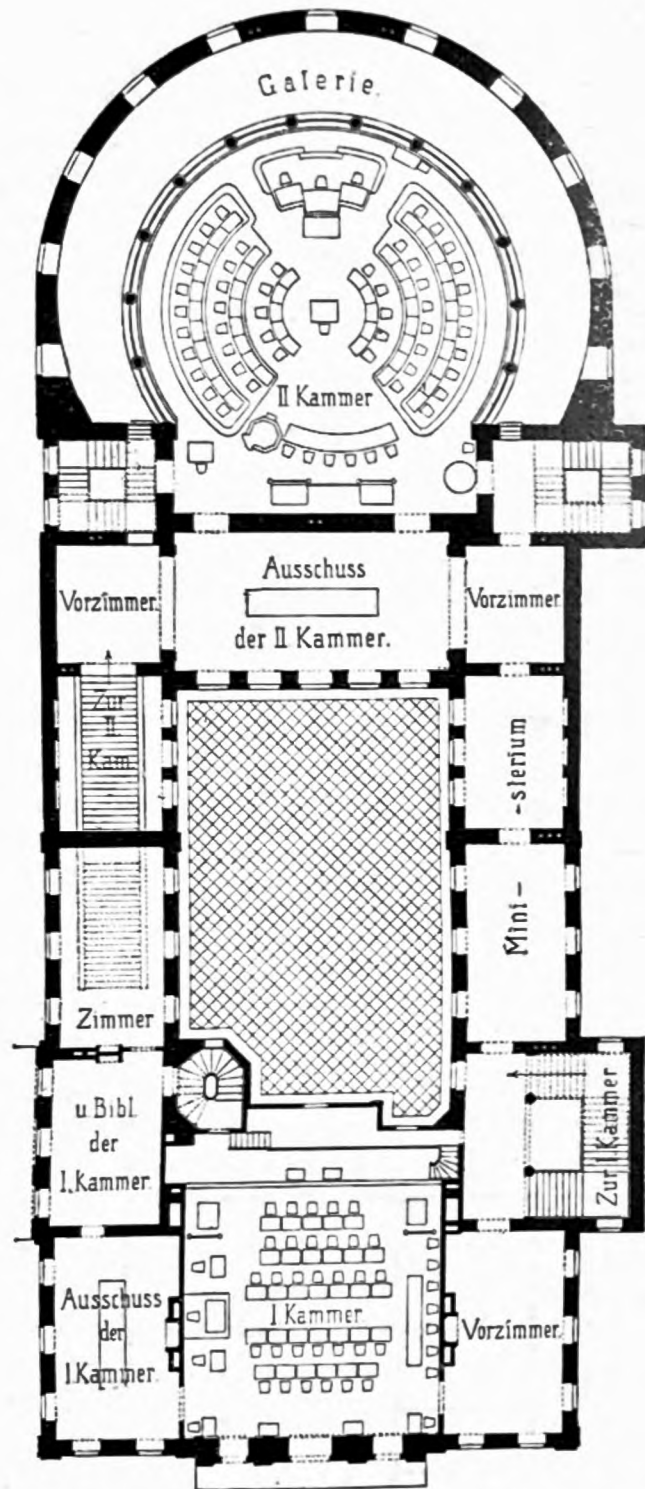 Galerie.
II Kammer
Ausschuss
der II Kammer.
Vorzimmer.
Vorzimmer.
Zur
II.
Kam.
-sterium
Mini-
Zimmer
u. Bibl.
der
I. Kammer.
Zur I. Kammer
Ausschuss
der
I. Kammer.
I. Kammer.
Vorzimmer.